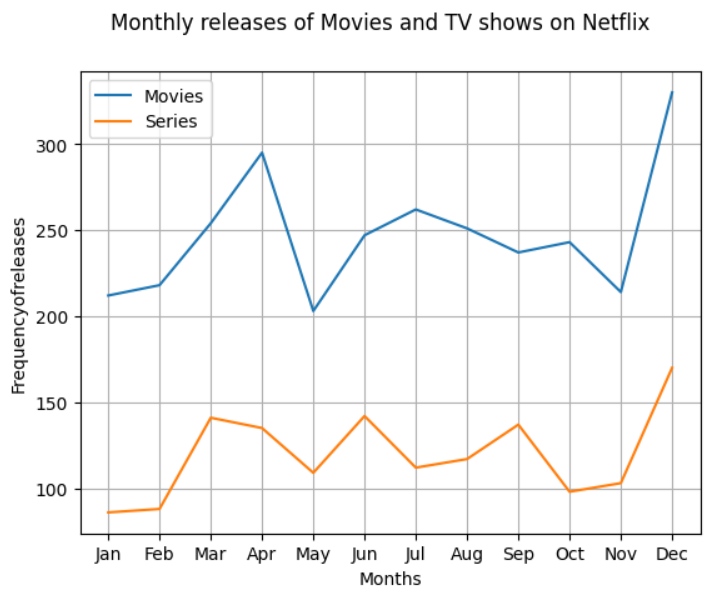 Monthly releases of Movies and TV shows on Netflix
Movies
Series
Frequencyofreleases
300
250
200
150
100
Jan Feb Mar Apr May Jun Jul Aug Sep Oct Nov Dec
Months